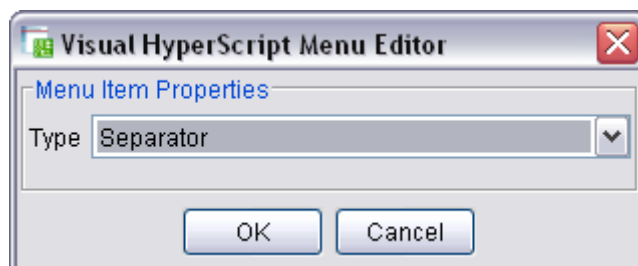 Visual HyperScript Menu Editor
Menu Item Properties
Type Separator
OK Cancel